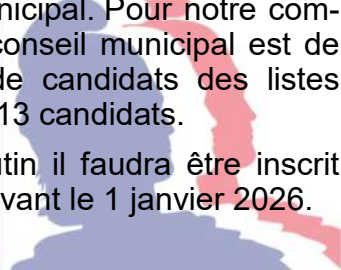 nicipal. Pour notre com-
conseil municipal est de
de candidats des listes
13 candidats.
utin il faudra être inscrit
vant le 1 janvier 2026.